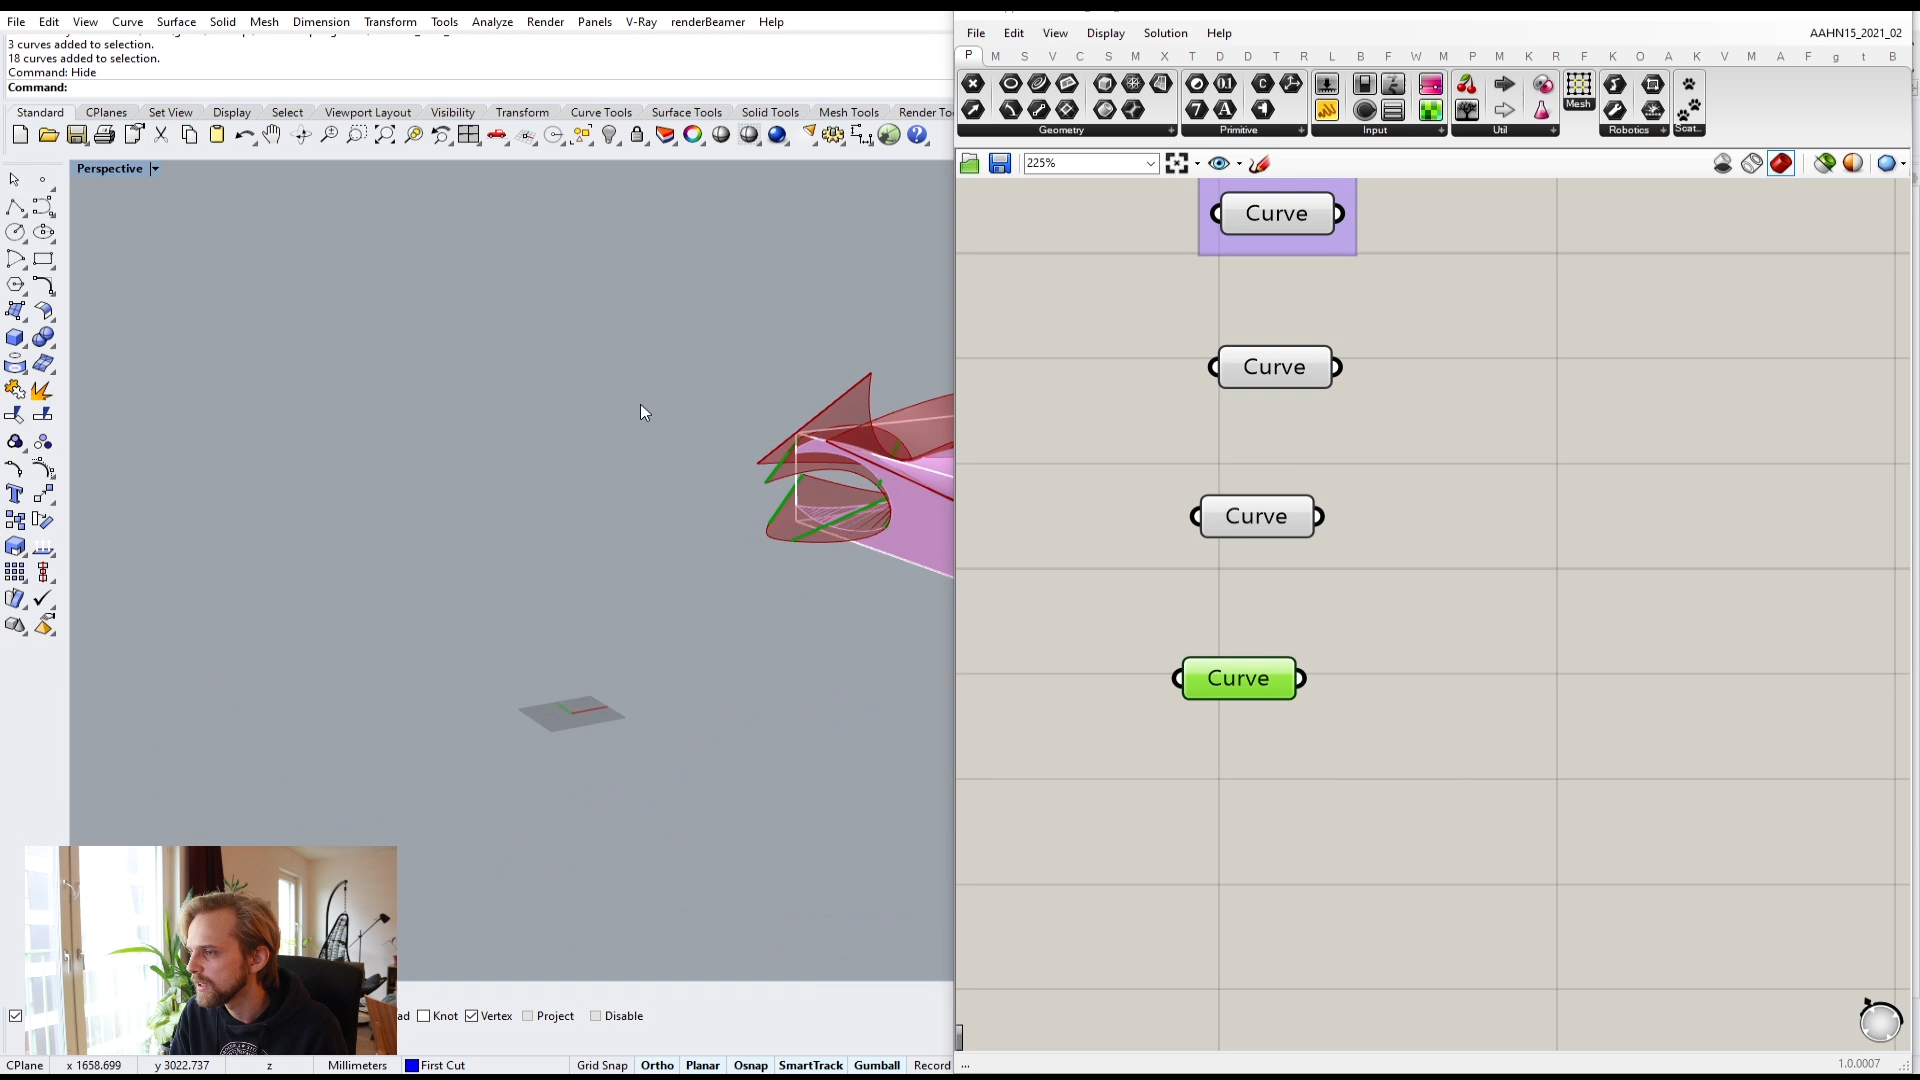 File Edit View Curve Surface Solid Mesh Dimension Transform Tools Analyze Render Panels V-Ray renderBeamer Help
3 curves added to selection.
18 curves added to selection.
Command: Hide
Command:
Standard CPlanes Set View Display Select Viewport Layout Visibility Transform Curve Tools Surface Tools Solid Tools Mesh Tools Render To
Perspective
File Edit View Display Solution Help AAHN15_2021_02
P M S V C S M X T D D T R L B F W M P M K R F K O A K V M A F g t B
Mesh
Scat..
Geometry Primitive Input Util Robotics
225%
Curve
Curve
Curve
Curve
ad Knot Vertex Project Disable
CPlane x 1658.699 y 3022.737 z Millimeters First Cut Grid Snap Ortho Planar Osnap SmartTrack Gumball Record
...
1.0.0007